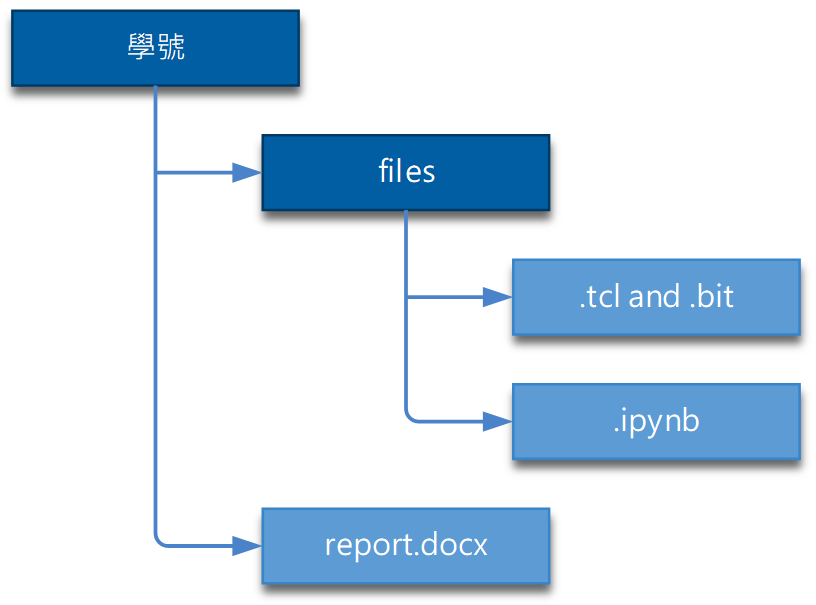 學號
files
.tcl and .bit
.ipynb
report.docx